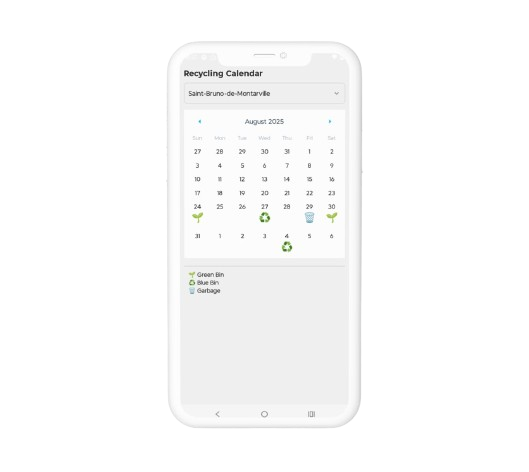 Recycling Calendar
Saint-Bruno-de-Montarville
August 2025
Sun Mon Tue Wed Thu Fri Sat
27 28 29 30 31 1 2
3 4 5 6 7 8 9
10 11 12 13 14 15 16
17 18 19 20 21 22 23
24 25 26 27 28 29 30
31 1 2 3 4 5 6
Green Bin
Blue Bin
Garbage